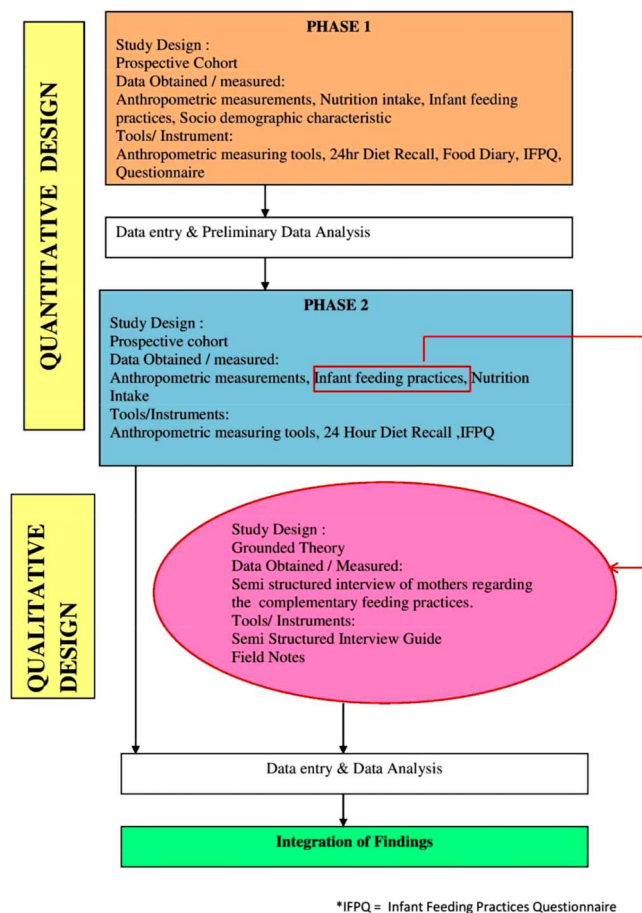 QUANTITATIVE DESIGN
PHASE 1
Study Design :
Prospective Cohort
Data Obtained / measured:
Anthropometric measurements, Nutrition intake, Infant feeding
practices, Socio demographic characteristic
Tools/ Instrument:
Anthropometric measuring tools, 24hr Diet Recall, Food Diary, IFPQ,
Questionnaire
Data entry & Preliminary Data Analysis
PHASE 2
Study Design :
Prospective cohort
Data Obtained / measured:
Anthropometric measurements, Infant feeding practices, Nutrition
Intake
Tools/Instruments:
Anthropometric measuring tools, 24 Hour Diet Recall ,IFPQ
QUALITATIVE
DESIGN
Study Design :
Grounded Theory
Data Obtained / Measured:
Semi structured interview of mothers regarding
the complementary feeding practices.
Tools/ Instruments:
Semi Structured Interview Guide
Field Notes
Data entry & Data Analysis
Integration of Findings
*IFPQ = Infant Feeding Practices Questionnaire